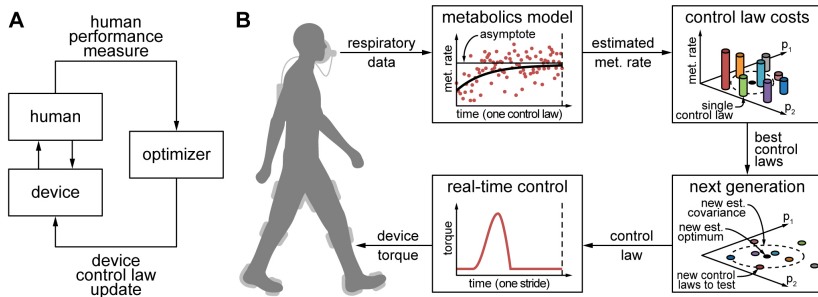 A
human
performance
measure
human
device
optimizer
device
control law
update
B
respiratory
data
metabolics model
asymptote
met. rate
time (one control law)
estimated
met. rate
control law costs
met. rate
p1
p2
single
control law
best
control
laws
next generation
new est.
covariance
new est.
optimum
new control
laws to test
p1
p2
control
law
real-time control
torque
time (one stride)
device
torque